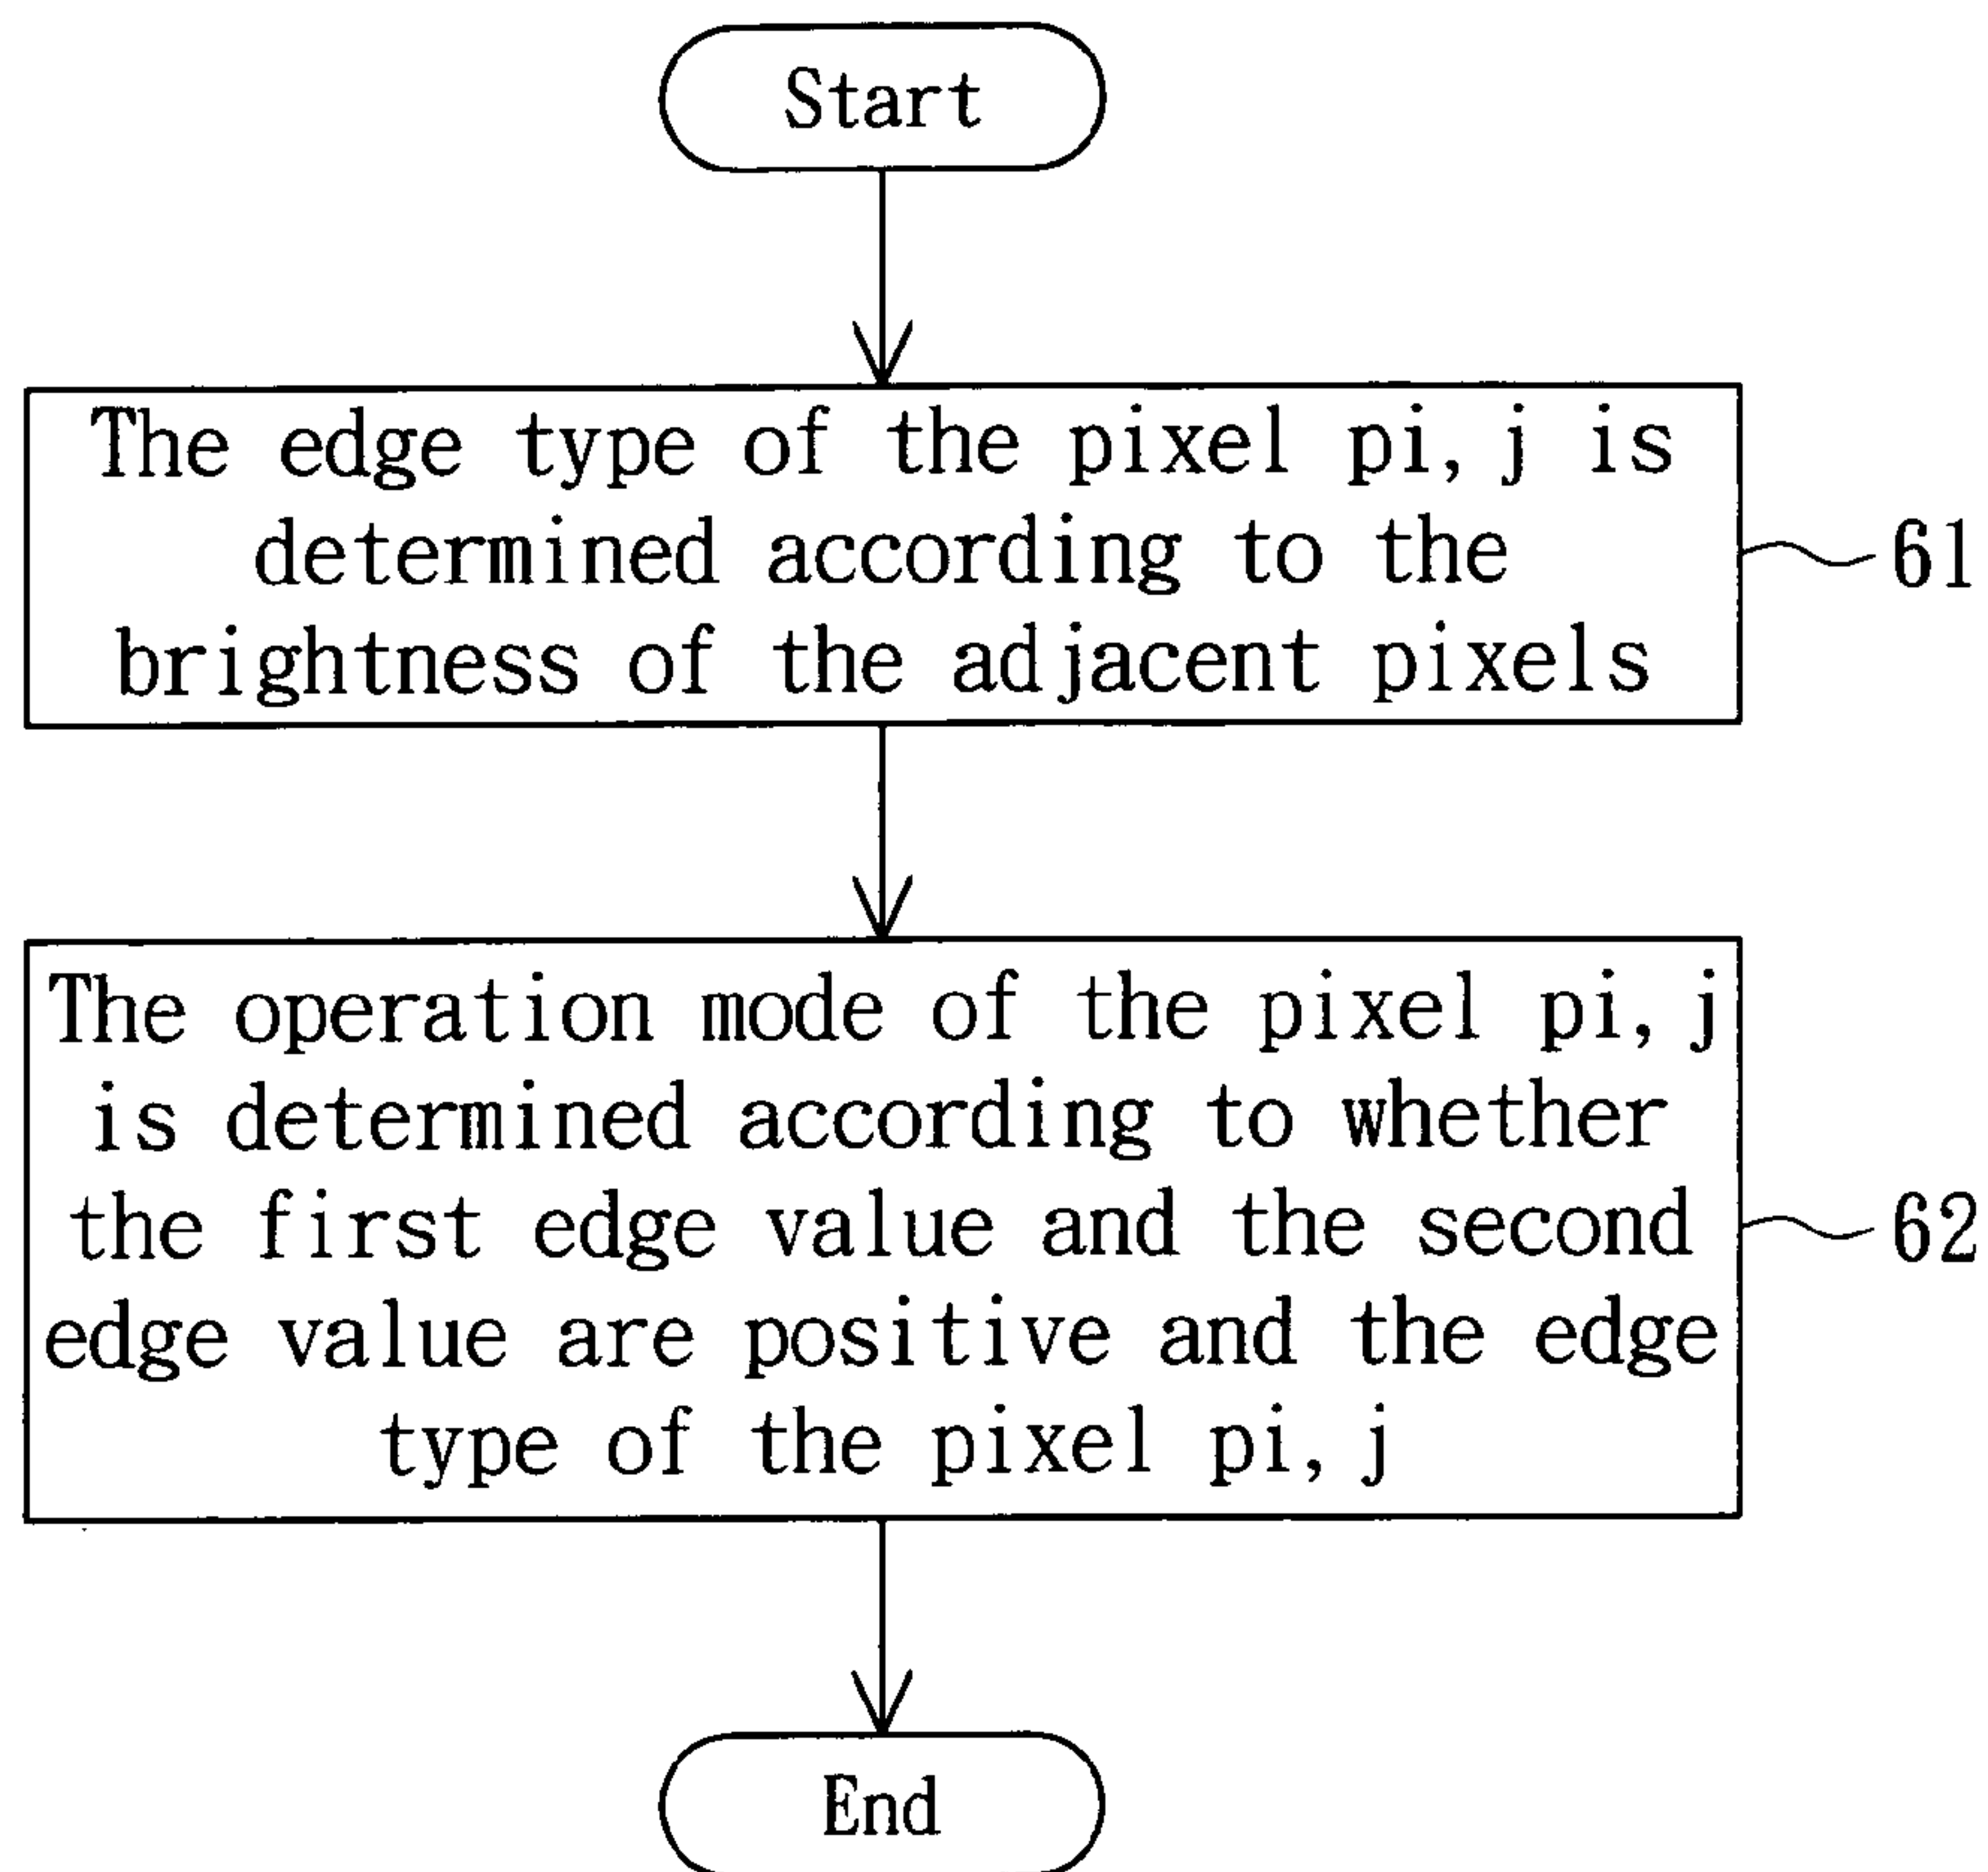 Start
The edge type of the pixel pi, j is
determined according to the
brightness of the adjacent pixels
61
The operation mode of the pixel pi, j
is determined according to whether
the first edge value and the second
edge value are positive and the edge
type of the pixel pi, j
62
End